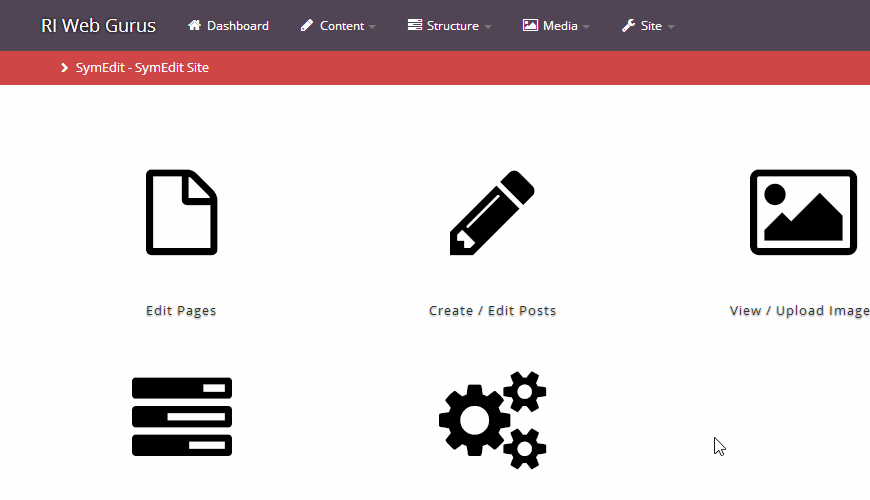 RI Web Gurus Dashboard Content Structure Media Site
SymEdit - SymEdit Site
Edit Pages Create / Edit Posts View / Upload Image